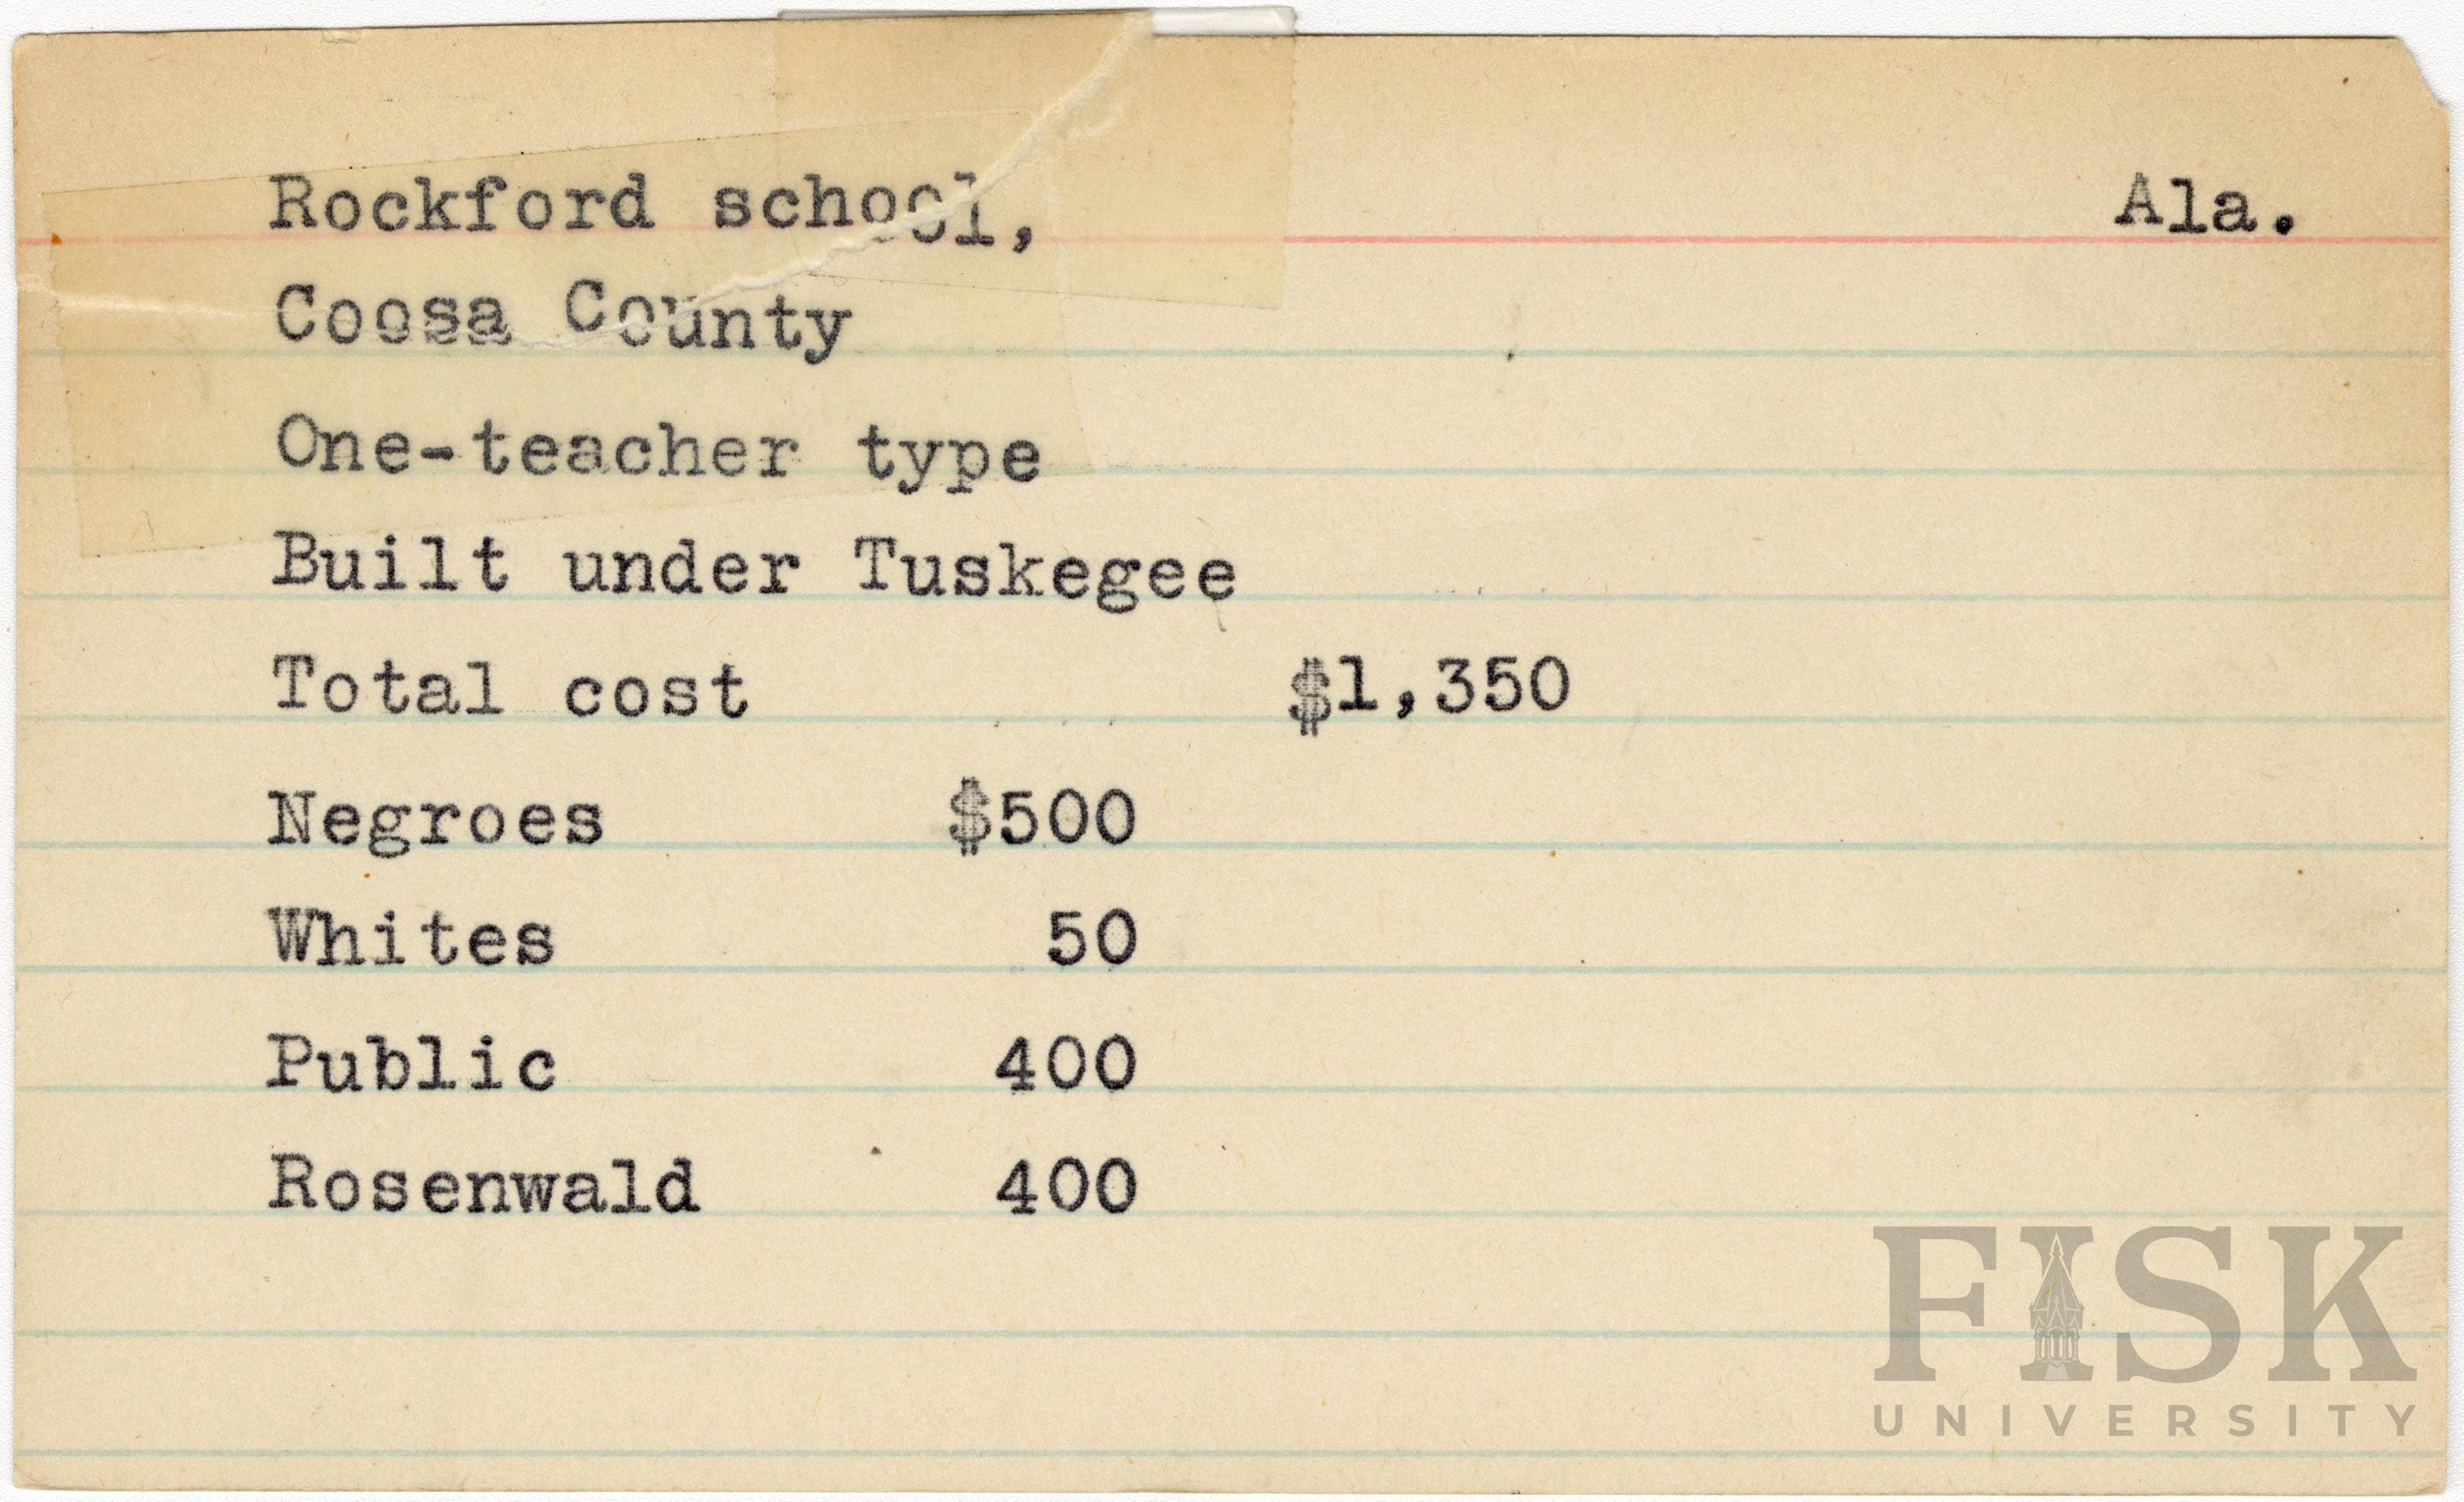 Rockford school, Ala.
Coosa County
One-teacher type
Built under Tuskegee
Total cost $1,350
Negroes $500
Whites 50
Public 400
Rosenwald 400
FISK
UNIVERSITY